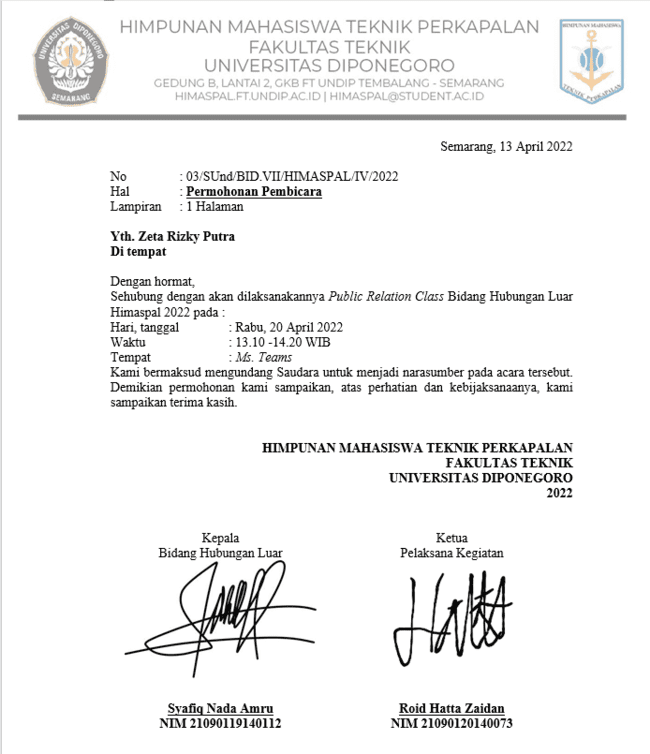 HIMPUNAN MAHASISWA TEKNIK PERKAPALAN
FAKULTAS TEKNIK
UNIVERSITAS DIPONEGORO
GEDUNG B, LANTAI 2, GKB FT UNDIP TEMBALANG - SEMARANG
HIMASPAL.FT.UNDIP.AC.ID | HIMASPAL@STUDENT.AC.ID
UNIVERSITAS DIPONEGORO
SEMARANG
HIMPUNAN MAHASISWA
TEKNIK PERKAPALAN
Semarang, 13 April 2022
No : 03/SUnd/BID.VII/HIMASPAL/IV/2022
Hal : Permohonan Pembicara
Lampiran : 1 Halaman
Yth. Zeta Rizky Putra
Di tempat
Dengan hormat,
Sehubung dengan akan dilaksanakannya Public Relation Class Bidang Hubungan Luar
Himaspal 2022 pada :
Hari, tanggal : Rabu, 20 April 2022
Waktu : 13.10 -14.20 WIB
Tempat : Ms. Teams
Kami bermaksud mengundang Saudara untuk menjadi narasumber pada acara tersebut.
Demikian permohonan kami sampaikan, atas perhatian dan kebijaksanaanya, kami
sampaikan terima kasih.
HIMPUNAN MAHASISWA TEKNIK PERKAPALAN
FAKULTAS TEKNIK
UNIVERSITAS DIPONEGORO
2022
Kepala
Bidang Hubungan Luar
Ketua
Pelaksana Kegiatan
Syafiq Nada Amru
NIM 21090119140112
Roid Hatta Zaidan
NIM 21090120140073